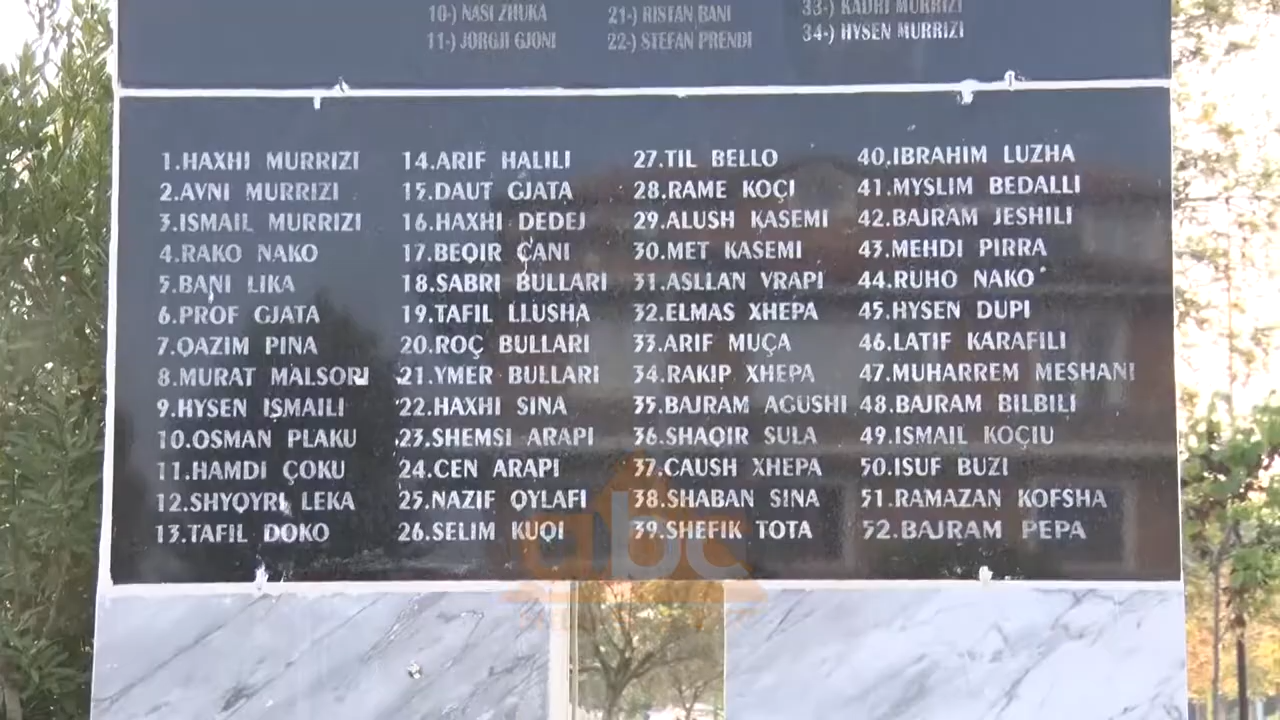 10-) NASI ZHUKA
11-) JORGJI GJONI
21-) RISTAN BANI
22-) STEFAN PRENDI
33-) KADRI MURRIZI
34-) HYSEN MURRIZI
1.HAXHI MURRIZI
2.AVNI MURRIZI
3.ISMAIL MURRIZI
4.RAKO NAKO
5.BANI LIKA
6.PROF GJATA
7.QAZIM PINA
8.MURAT MALSORI
9.HYSEN ISMAILI
10.OSMAN PLAKU
11.HAMDI ÇOKU
12.SHYQYRI LEKA
13.TAFIL DOKO
14.ARIF HALILI
15.DAUT GJATA
16.HAXHI DEDEJ
17.BEQIR ÇANI
18.SABRI BULLARI
19.TAFIL LLUSHA
20.ROÇ BULLARI
21.YMER BULLARI
22.HAXHI SINA
23.SHEMSI ARAPI
24.CEN ARAPI
25.NAZIF QYLAFI
26.SELIM KUQI
27.TIL BELLO
28.RAME KOÇI
29.ALUSH KASEMI
30.MET KASEMI
31.ASLLAN VRAPI
32.ELMAS XHEPA
33.ARIF MUÇA
34.RAKIP XHEPA
35.BAJRAM AGUSHI
36.SHAQIR SULA
37.CAUSH XHEPA
38.SHABAN SINA
39.SHEFIK TOTA
40.IBRAHIM LUZHA
41.MYSLIM BEDALLI
42.BAJRAM JESHILI
43.MEHDI PIRRA
44.RUHO NAKO
45.HYSEN DUPI
46.LATIF KARAFILI
47.MUHARREM MESHANI
48.BAJRAM BILBILI
49.ISMAIL KOÇIU
50.ISUF BUZI
51.RAMAZAN KOFSHA
52.BAJRAM PEPA
abc